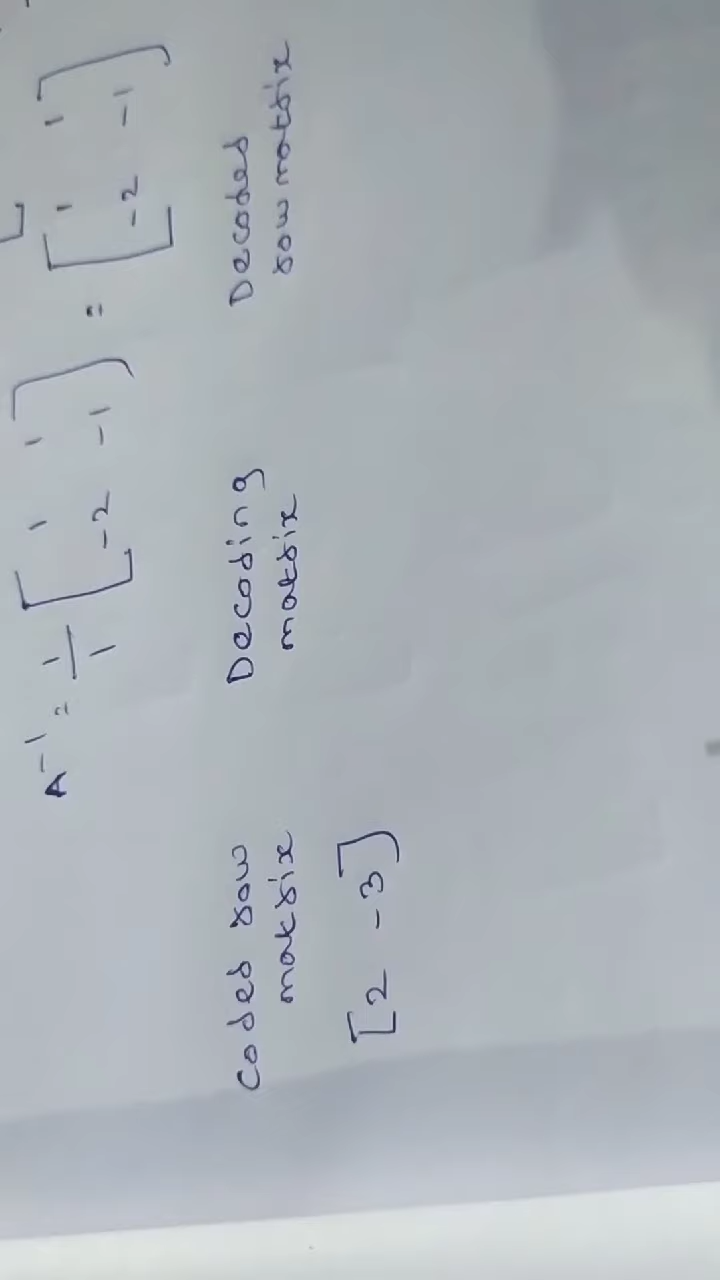 A⁻¹ = 1/1 [ 1 1 ] = [ 1 1 ]
[ -2 -1 ] [ -2 -1 ]
Coded row Decoding Decoded
matrix matrix row matrix
[2 -3]